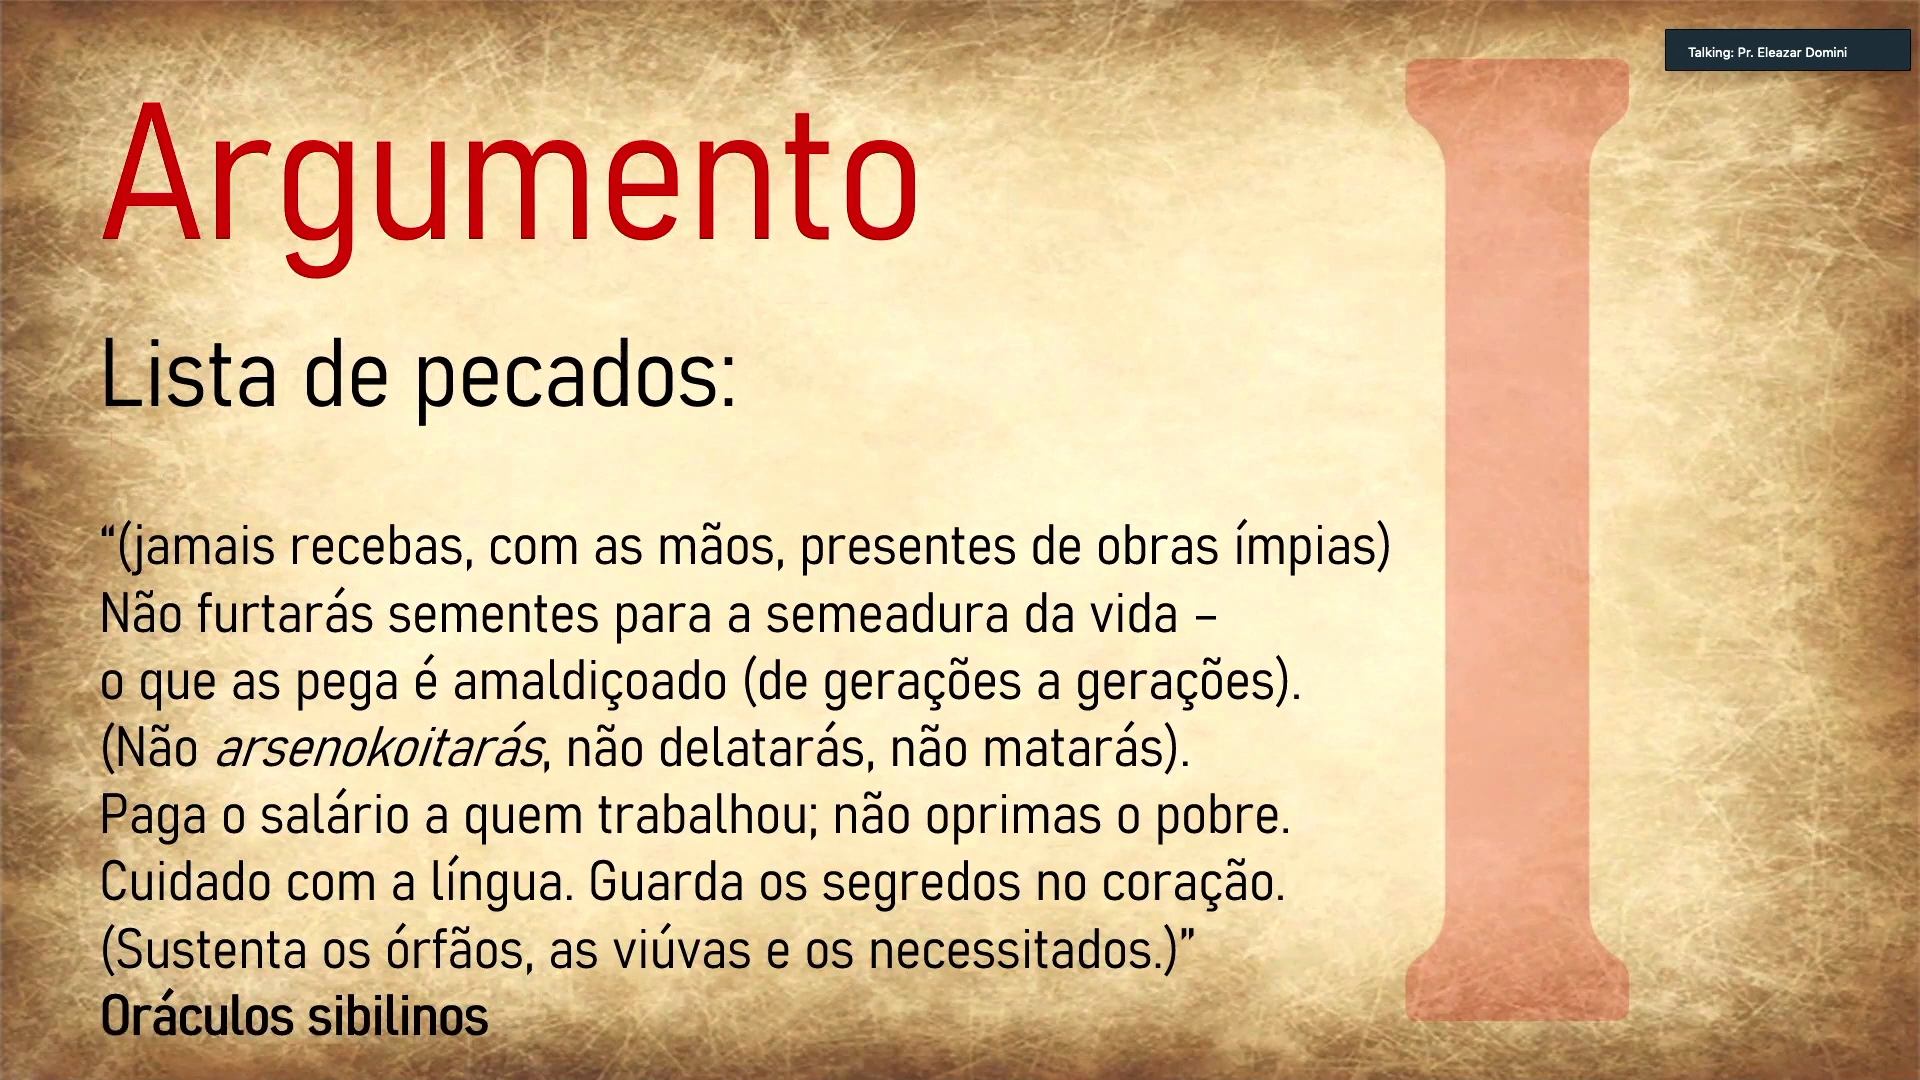 Talking: Pr. Eleazar Domini
Argumento
I
Lista de pecados:
“(jamais recebas, com as mãos, presentes de obras ímpias)
Não furtarás sementes para a semeadura da vida –
o que as pega é amaldiçoado (de gerações a gerações).
(Não arsenokoitarás, não delatarás, não matarás).
Paga o salário a quem trabalhou; não oprimas o pobre.
Cuidado com a língua. Guarda os segredos no coração.
(Sustenta os órfãos, as viúvas e os necessitados.)”
Oráculos sibilinos